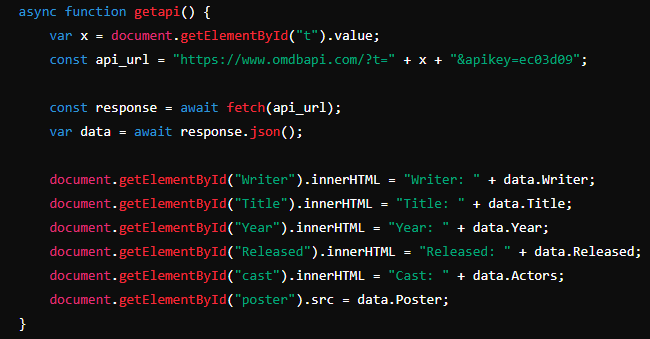 async function getapi() {
    var x = document.getElementById("t").value;
    const api_url = "https://www.omdbapi.com/?t=" + x + "&apikey=ec03d09";

    const response = await fetch(api_url);
    var data = await response.json();

    document.getElementById("Writer").innerHTML = "Writer: " + data.Writer;
    document.getElementById("Title").innerHTML = "Title: " + data.Title;
    document.getElementById("Year").innerHTML = "Year: " + data.Year;
    document.getElementById("Released").innerHTML = "Released: " + data.Released;
    document.getElementById("cast").innerHTML = "Cast: " + data.Actors;
    document.getElementById("poster").src = data.Poster;
}